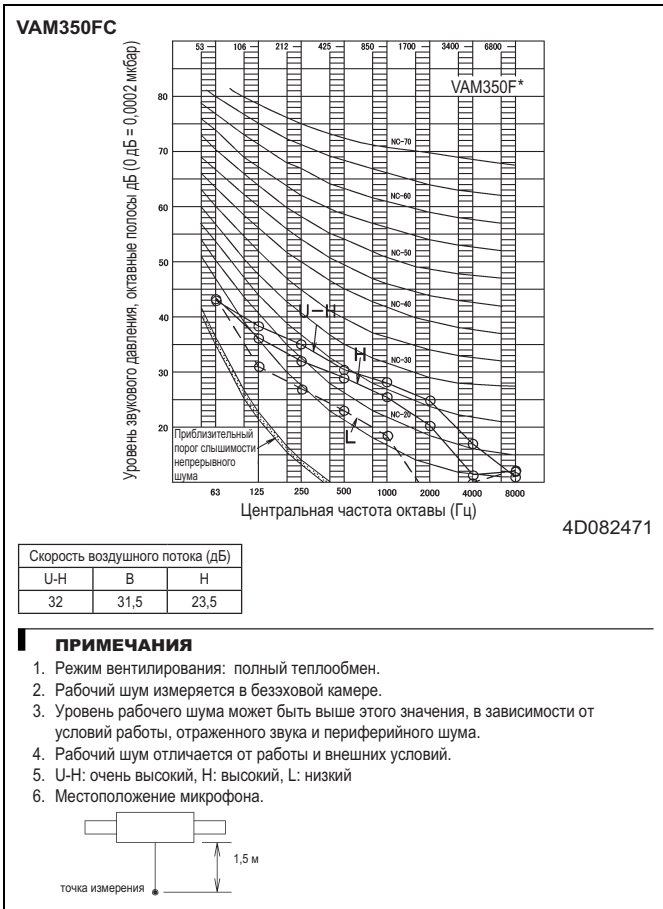 VAM350FC
Уровень звукового давления, октавные полосы дБ (0 дБ = 0,0002 мкбар)
53 106 212 425 850 1700 3400 6800
VAM350F*
80
70
60
50
40
30
20
NC-70
NC-60
NC-50
NC-40
NC-30
NC-20
U-H
H
L
Приблизительный
порог слышимости
непрерывного
шума
63 125 250 500 1000 2000 4000 8000
Центральная частота октавы (Гц)
4D082471
Скорость воздушного потока (дБ)
U-H В Н
32 31,5 23,5
ПРИМЕЧАНИЯ
1. Режим вентилирования: полный теплообмен.
2. Рабочий шум измеряется в безэховой камере.
3. Уровень рабочего шума может быть выше этого значения, в зависимости от
условий работы, отраженного звука и периферийного шума.
4. Рабочий шум отличается от работы и внешних условий.
5. U-H: очень высокий, H: высокий, L: низкий
6. Местоположение микрофона.
1,5 м
точка измерения